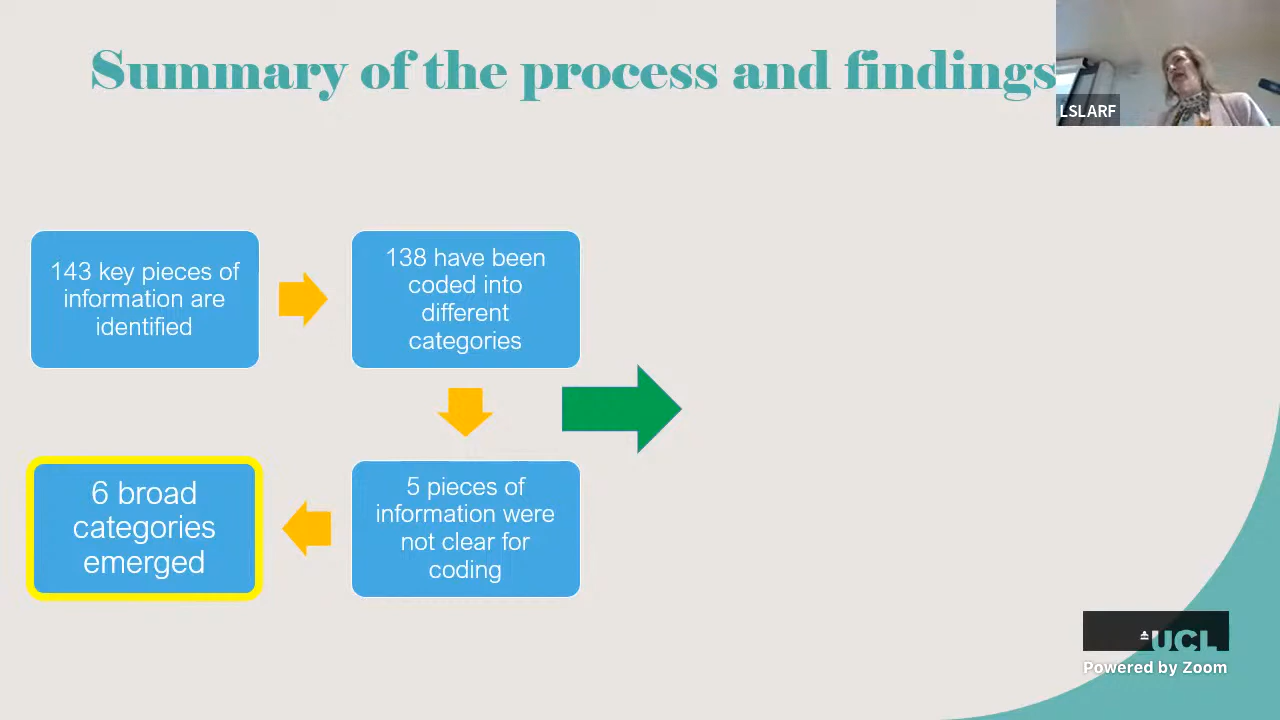 Summary of the process and findings
LSLARF
143 key pieces of
information are
identified
138 have been
coded into
different
categories
5 pieces of
information were
not clear for
coding
6 broad
categories
emerged
UCL
Powered by Zoom